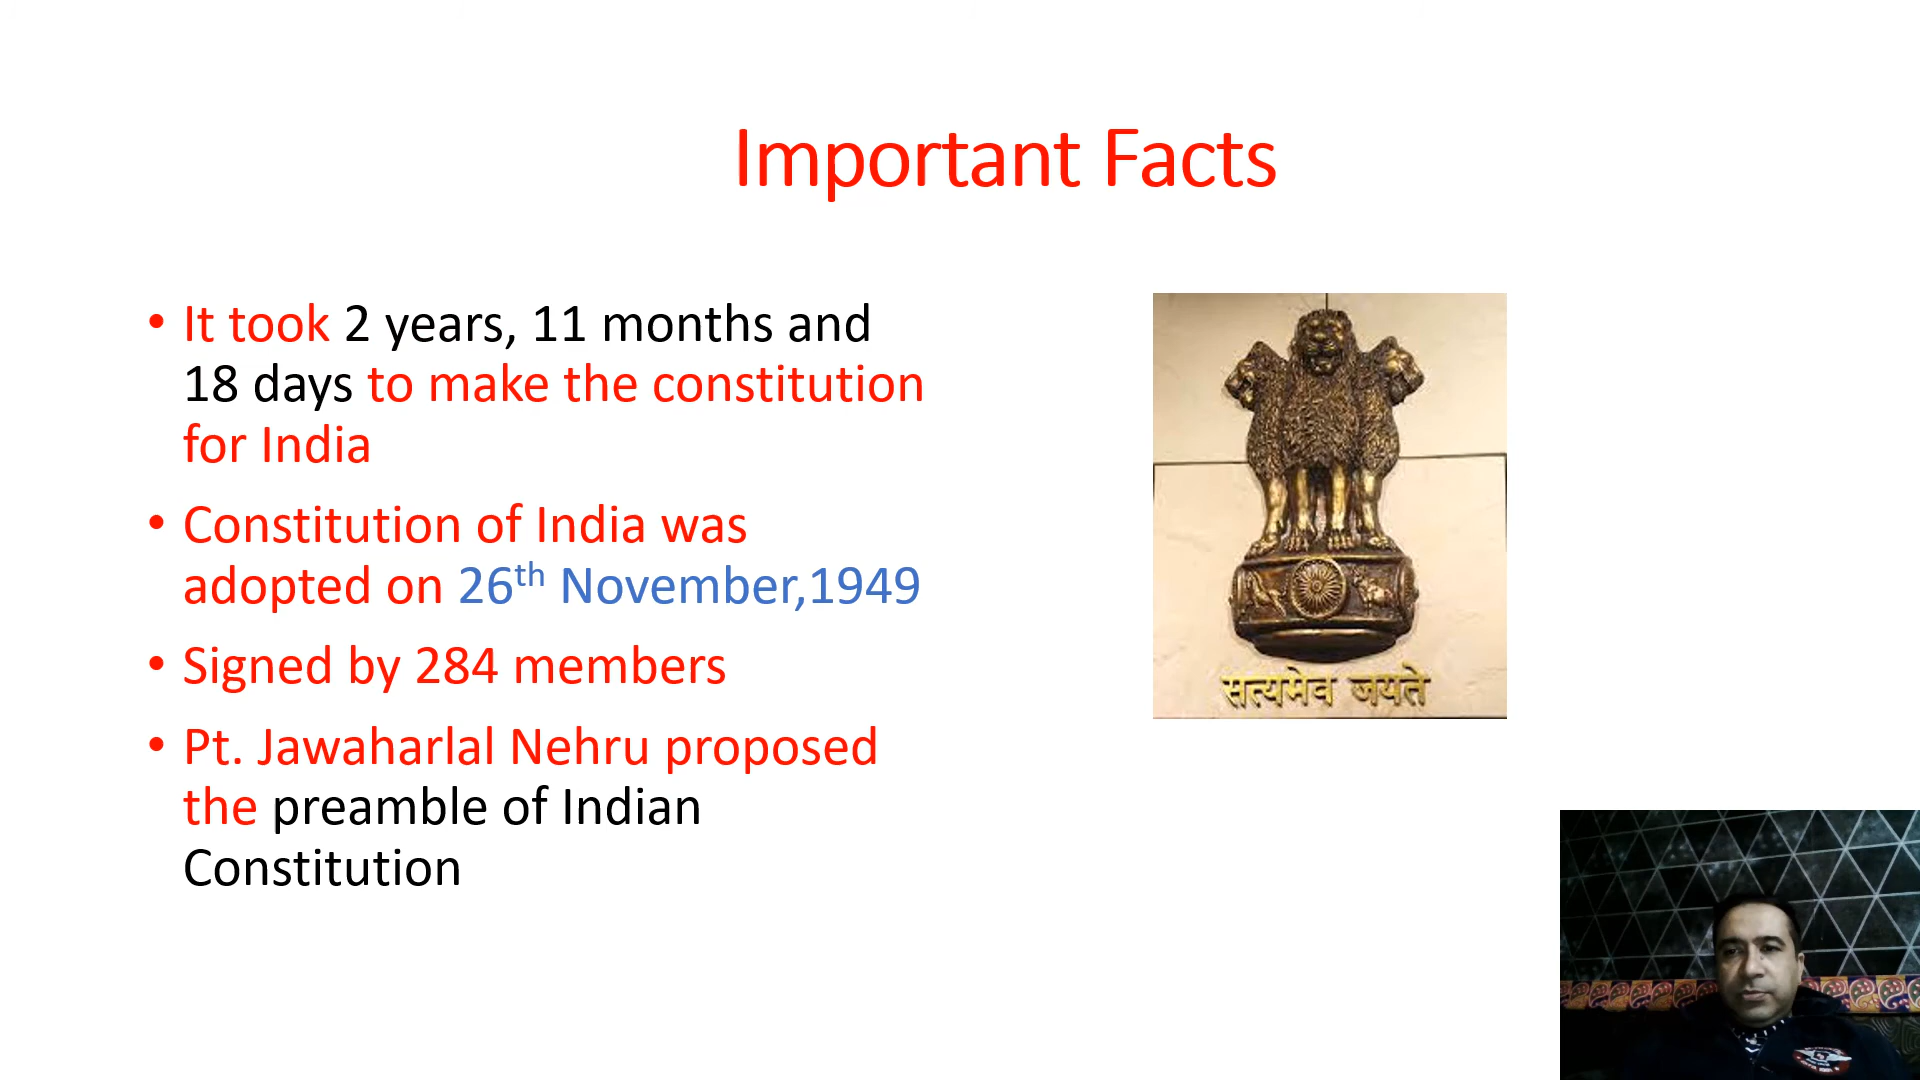 Important Facts
• It took 2 years, 11 months and
18 days to make the constitution
for India
• Constitution of India was
adopted on 26th November,1949
• Signed by 284 members
• Pt. Jawaharlal Nehru proposed
the preamble of Indian
Constitution
सत्यमेव जयते